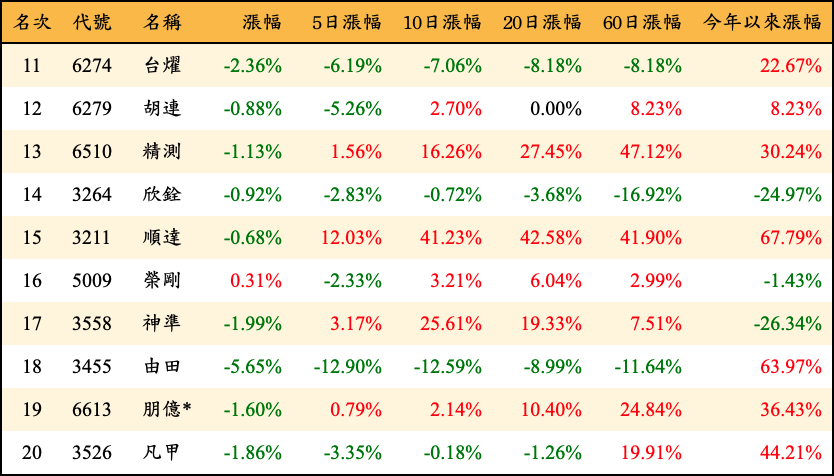 名次 代號 名稱 漲幅 5日漲幅 10日漲幅 20日漲幅 60日漲幅 今年以來漲幅
11 6274 台燿 -2.36% -6.19% -7.06% -8.18% -8.18% 22.67%
12 6279 胡連 -0.88% -5.26% 2.70% 0.00% 8.23% 8.23%
13 6510 精測 -1.13% 1.56% 16.26% 27.45% 47.12% 30.24%
14 3264 欣銓 -0.92% -2.83% -0.72% -3.68% -16.92% -24.97%
15 3211 順達 -0.68% 12.03% 41.23% 42.58% 41.90% 67.79%
16 5009 榮剛 0.31% -2.33% 3.21% 6.04% 2.99% -1.43%
17 3558 神準 -1.99% 3.17% 25.61% 19.33% 7.51% -26.34%
18 3455 由田 -5.65% -12.90% -12.59% -8.99% -11.64% 63.97%
19 6613 朋億* -1.60% 0.79% 2.14% 10.40% 24.84% 36.43%
20 3526 凡甲 -1.86% -3.35% -0.18% -1.26% 19.91% 44.21%